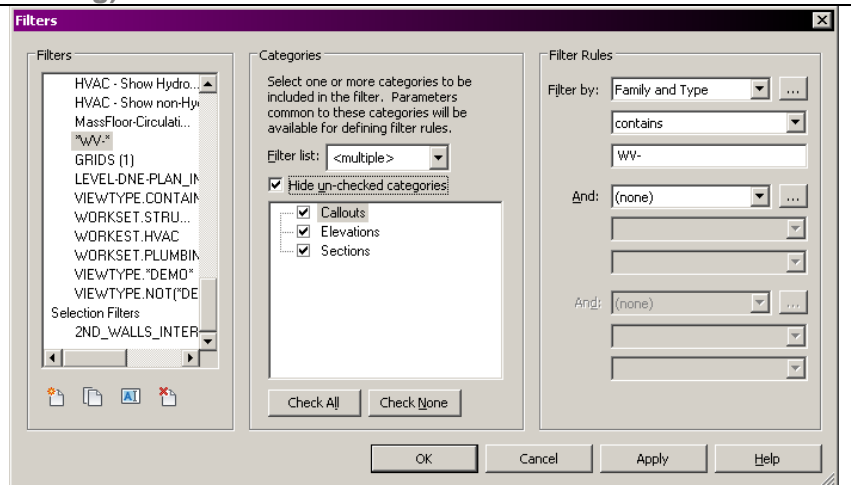 Filters
Filters
HVAC - Show Hydro...
HVAC - Show non-Hy
MassFloor-Circulati...
"WV-"
GRIDS (1)
LEVEL-DNE-PLAN_IN
VIEWTYPE.CONTAIN
WORKSET.STRU...
WORKEST.HVAC
WORKSET.PLUMBIN
VIEWTYPE.*DEMO*
VIEWTYPE.NOT(*DE
Selection Filters
2ND_WALLS_INTER
Categories
Select one or more categories to be
included in the filter. Parameters
common to these categories will be
available for defining filter rules.
Filter list: <multiple>
Hide un-checked categories
Callouts
Elevations
Sections
Check All Check None
Filter Rules
Filter by: Family and Type ...
contains
WV-
And: (none) ...
And: (none) ...
OK Cancel Apply Help